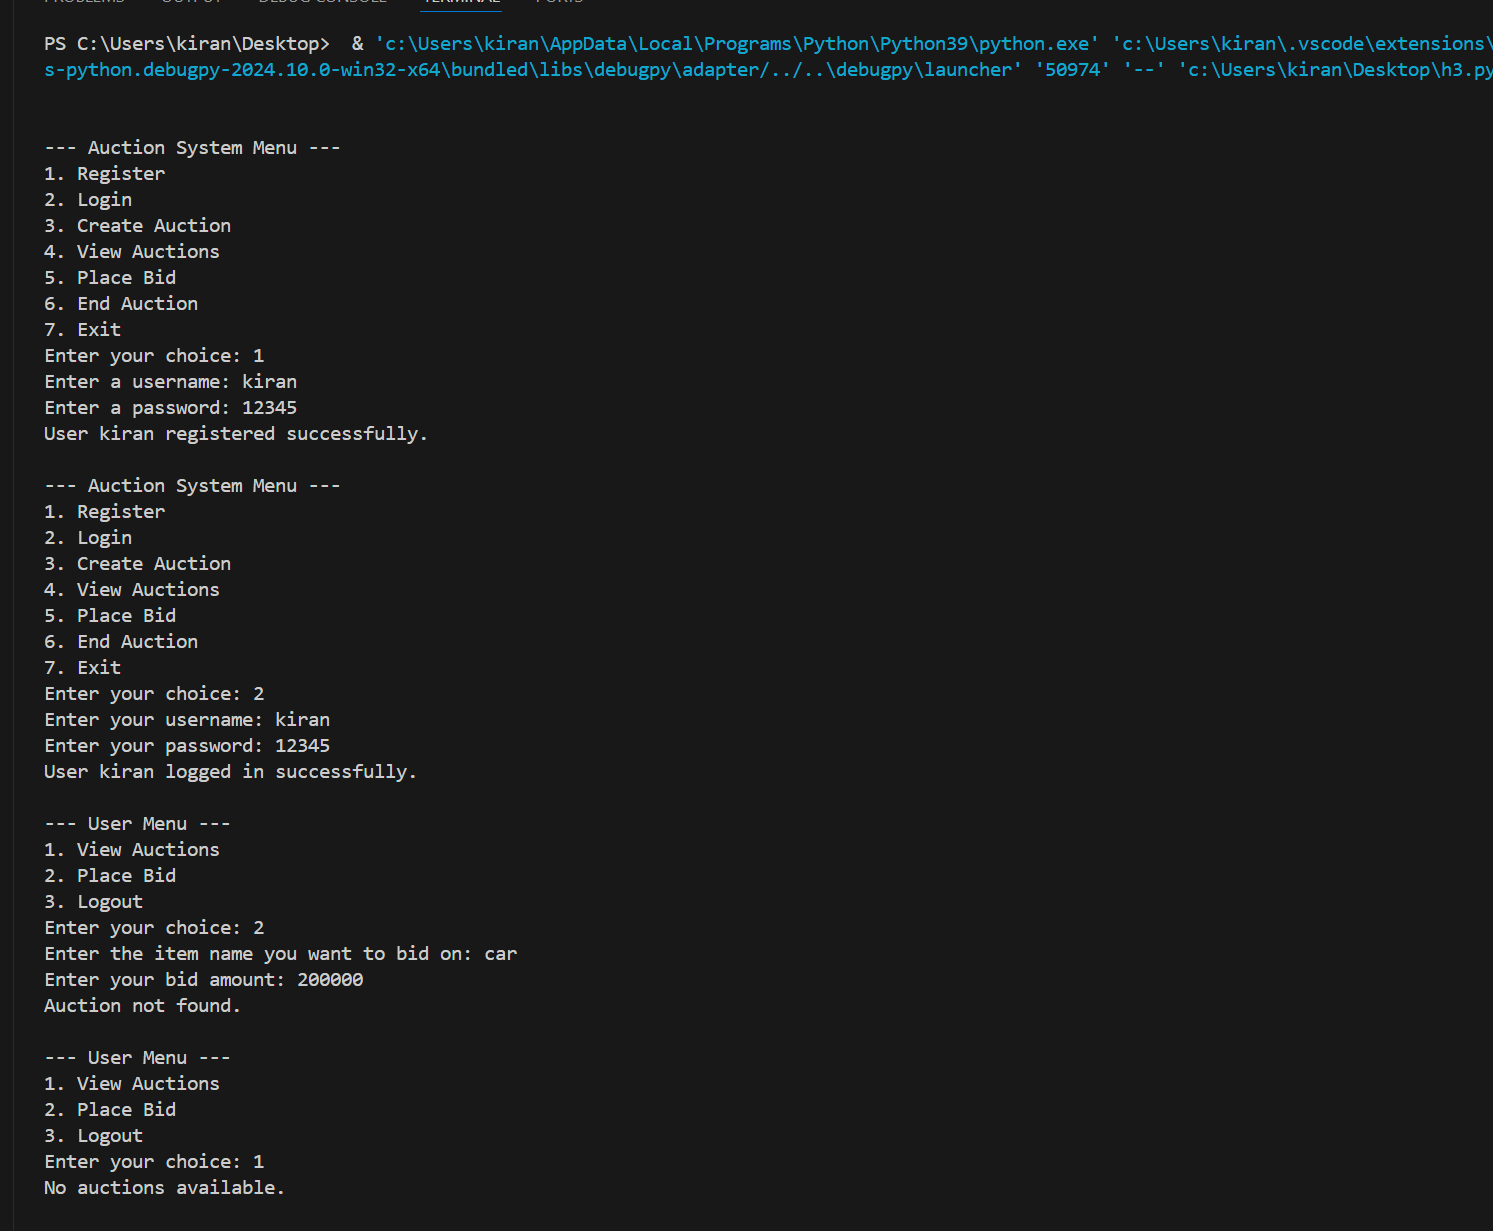 PROBLEMS OUTPUT DEBUG CONSOLE TERMINAL PORTS
PS C:\Users\kiran\Desktop>  & 'c:\Users\kiran\AppData\Local\Programs\Python\Python39\python.exe' 'c:\Users\kiran\.vscode\extensions\
s-python.debugpy-2024.10.0-win32-x64\bundled\libs\debugpy\adapter/../..\debugpy\launcher' '50974' '--' 'c:\Users\kiran\Desktop\h3.py
--- Auction System Menu ---
1. Register
2. Login
3. Create Auction
4. View Auctions
5. Place Bid
6. End Auction
7. Exit
Enter your choice: 1
Enter a username: kiran
Enter a password: 12345
User kiran registered successfully.
--- Auction System Menu ---
1. Register
2. Login
3. Create Auction
4. View Auctions
5. Place Bid
6. End Auction
7. Exit
Enter your choice: 2
Enter your username: kiran
Enter your password: 12345
User kiran logged in successfully.
--- User Menu ---
1. View Auctions
2. Place Bid
3. Logout
Enter your choice: 2
Enter the item name you want to bid on: car
Enter your bid amount: 200000
Auction not found.
--- User Menu ---
1. View Auctions
2. Place Bid
3. Logout
Enter your choice: 1
No auctions available.